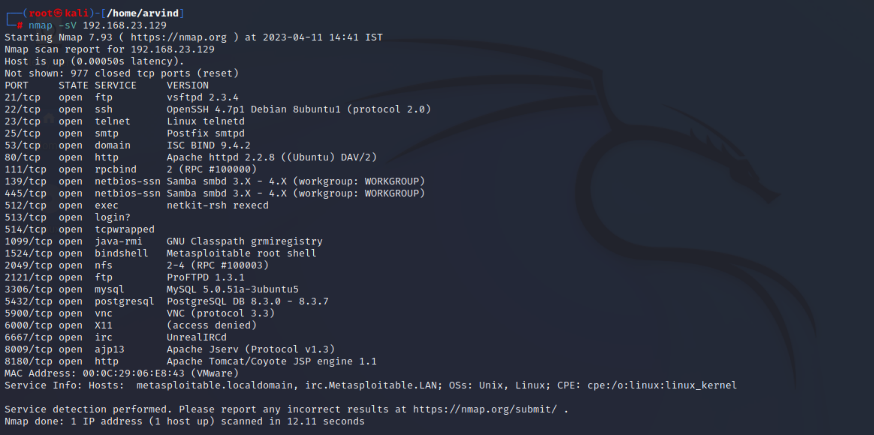 ┌──(root㉿kali)-[/home/arvind]
└─# nmap -sV 192.168.23.129
Starting Nmap 7.93 ( https://nmap.org ) at 2023-04-11 14:41 IST
Nmap scan report for 192.168.23.129
Host is up (0.00050s latency).
Not shown: 977 closed tcp ports (reset)
PORT     STATE SERVICE     VERSION
21/tcp   open  ftp         vsftpd 2.3.4
22/tcp   open  ssh         OpenSSH 4.7p1 Debian 8ubuntu1 (protocol 2.0)
23/tcp   open  telnet      Linux telnetd
25/tcp   open  smtp        Postfix smtpd
53/tcp   open  domain      ISC BIND 9.4.2
80/tcp   open  http        Apache httpd 2.2.8 ((Ubuntu) DAV/2)
111/tcp  open  rpcbind     2 (RPC #100000)
139/tcp  open  netbios-ssn Samba smbd 3.X - 4.X (workgroup: WORKGROUP)
445/tcp  open  netbios-ssn Samba smbd 3.X - 4.X (workgroup: WORKGROUP)
512/tcp  open  exec        netkit-rsh rexecd
513/tcp  open  login?
514/tcp  open  tcpwrapped
1099/tcp open  java-rmi    GNU Classpath grmiregistry
1524/tcp open  bindshell   Metasploitable root shell
2049/tcp open  nfs         2-4 (RPC #100003)
2121/tcp open  ftp         ProFTPD 1.3.1
3306/tcp open  mysql       MySQL 5.0.51a-3ubuntu5
5432/tcp open  postgresql  PostgreSQL DB 8.3.0 - 8.3.7
5900/tcp open  vnc         VNC (protocol 3.3)
6000/tcp open  X11         (access denied)
6667/tcp open  irc         UnrealIRCd
8009/tcp open  ajp13       Apache Jserv (Protocol v1.3)
8180/tcp open  http        Apache Tomcat/Coyote JSP engine 1.1
MAC Address: 00:0C:29:06:E8:43 (VMware)
Service Info: Hosts:  metasploitable.localdomain, irc.Metasploitable.LAN; OSs: Unix, Linux; CPE: cpe:/o:linux:linux_kernel

Service detection performed. Please report any incorrect results at https://nmap.org/submit/ .
Nmap done: 1 IP address (1 host up) scanned in 12.11 seconds